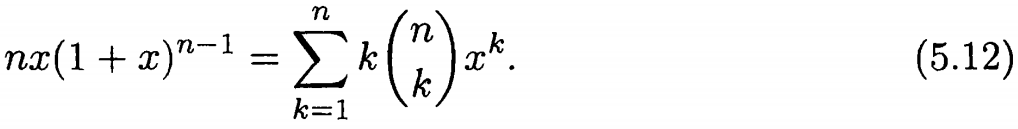 nx(1 + x)^{n-1} = \sum_{k=1}^{n} k \binom{n}{k} x^k. (5.12)